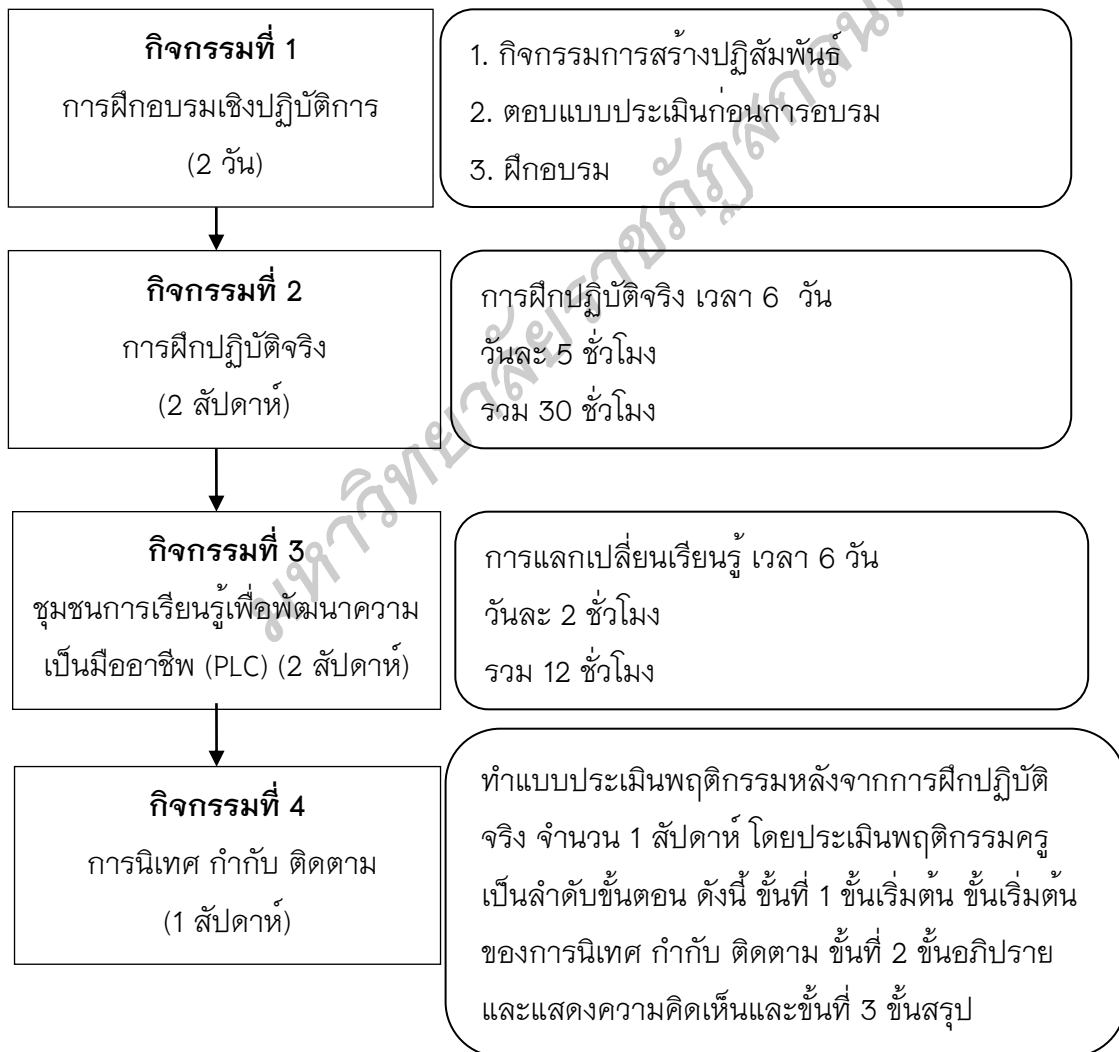 กิจกรรมที่ 1
การฝึกอบรมเชิงปฏิบัติการ
(2 วัน)
1. กิจกรรมการสร้างปฏิสัมพันธ์
2. ตอบแบบประเมินก่อนการอบรม
3. ฝึกอบรม
กิจกรรมที่ 2
การฝึกปฏิบัติจริง
(2 สัปดาห์)
การฝึกปฏิบัติจริง เวลา 6 วัน
วันละ 5 ชั่วโมง
รวม 30 ชั่วโมง
กิจกรรมที่ 3
ชุมชนการเรียนรู้เพื่อพัฒนาความ
เป็นมืออาชีพ (PLC) (2 สัปดาห์)
การแลกเปลี่ยนเรียนรู้ เวลา 6 วัน
วันละ 2 ชั่วโมง
รวม 12 ชั่วโมง
กิจกรรมที่ 4
การนิเทศ กำกับ ติดตาม
(1 สัปดาห์)
ทำแบบประเมินพฤติกรรมหลังจากการฝึกปฏิบัติ
จริง จำนวน 1 สัปดาห์ โดยประเมินพฤติกรรมครู
เป็นลำดับขั้นตอน ดังนี้ ขั้นที่ 1 ขั้นเริ่มต้น ขั้นเริ่มต้น
ของการนิเทศ กำกับ ติดตาม ขั้นที่ 2 ขั้นอภิปราย
และแสดงความคิดเห็นและขั้นที่ 3 ขั้นสรุป
มหาวิทยาลัยราชภัฏ